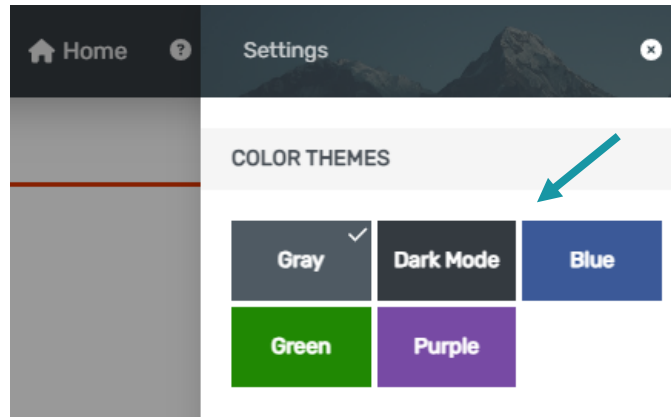 Home ?
Settings
COLOR THEMES
Gray
Dark Mode
Blue
Green
Purple